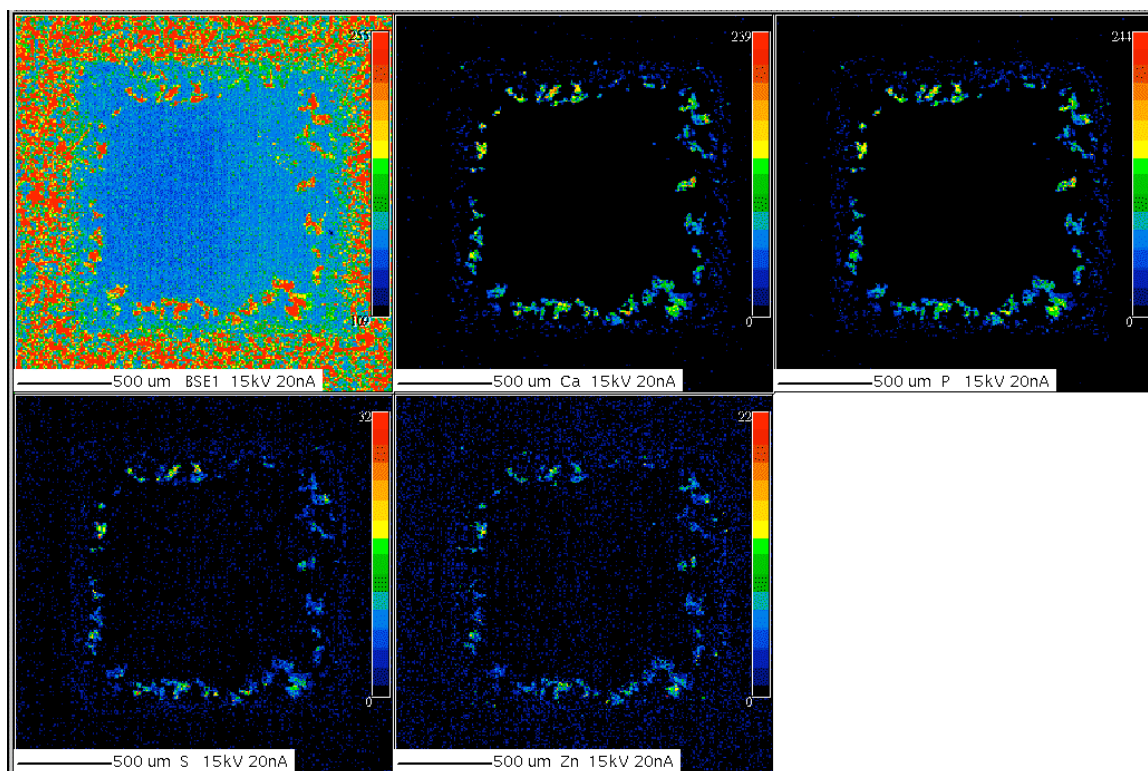 255
109
500 um BSE1 15kV 20nA
239
0
500 um Ca 15kV 20nA
244
0
500 um P 15kV 20nA
32
0
500 um S 15kV 20nA
22
0
500 um Zn 15kV 20nA